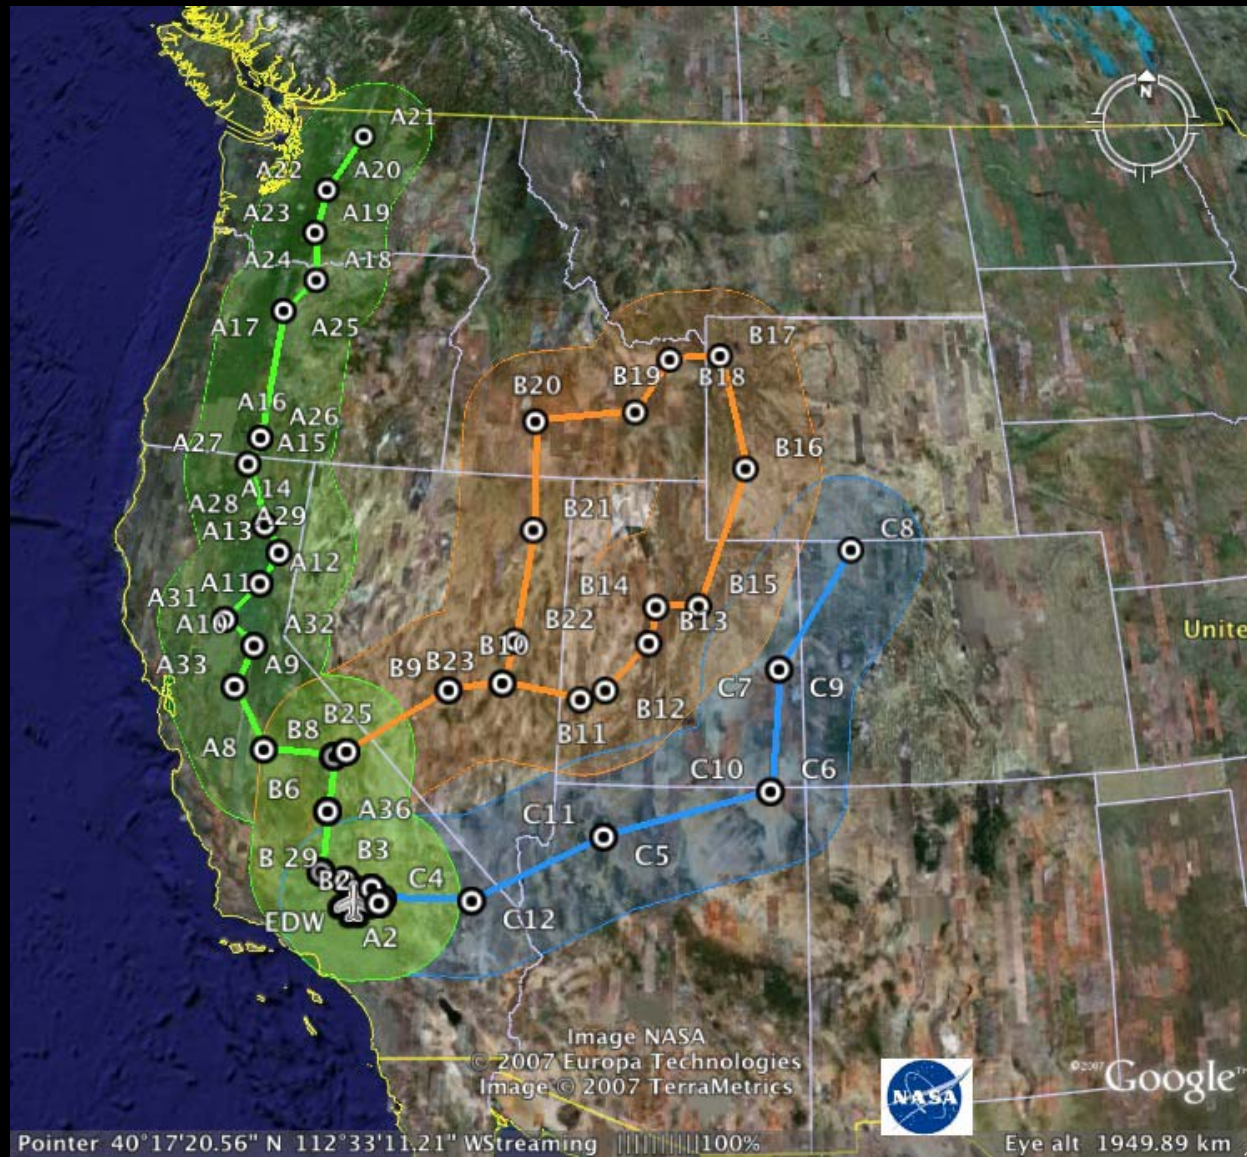 A21
A22 A20
A23 A19
A24 A18
A17 A25
B17
B19 B18
B20
A16 A26
A27 A15
B16
A14
A28 A29
A13
B21
C8
A12
A11
B14 B15
A31
A10 A32
B13
B22
A9
B10
A33
B9 B23
C7 C9
B12
B11
B25
A8 B8
C10 C6
B6
A36
C11
C5
B 29 B3
B2 C4
EDW A2
C12
Unite
Image NASA
© 2007 Europa Technologies
Image © 2007 TerraMetrics
N
NASA
©2007 Google™
Pointer 40°17'20.56" N 112°33'11.21" W Streaming |||||||||| 100% Eye alt 1949.89 km